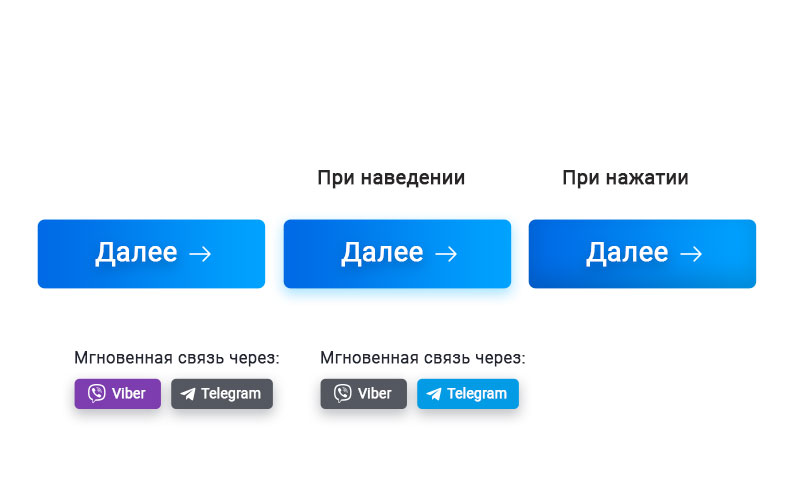 При наведении
При нажатии
Далее →
Далее →
Далее →
Мгновенная связь через:
Мгновенная связь через:
Viber
Telegram
Viber
Telegram